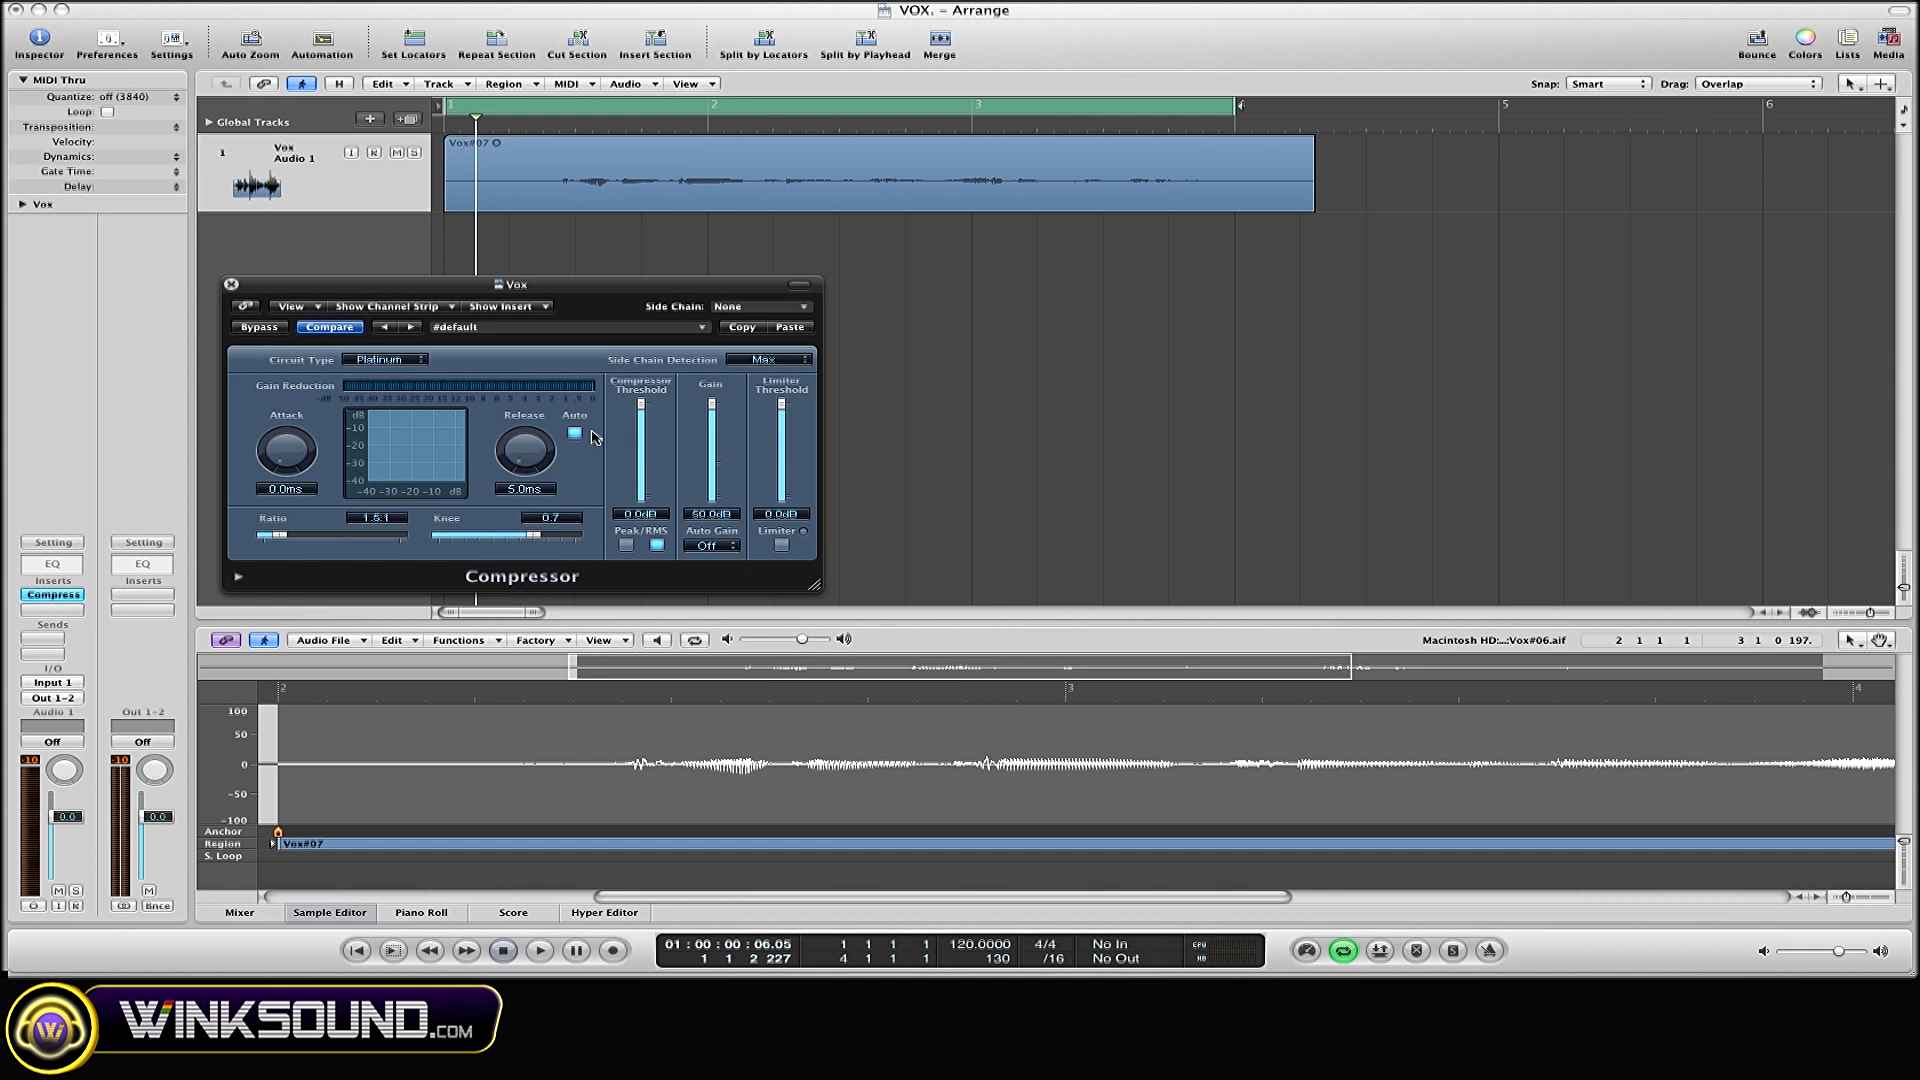 VOX. - Arrange
Inspector Preferences Settings Auto Zoom Automation Set Locators Repeat Section Cut Section Insert Section Split by Locators Split by Playhead Merge Bounce Colors Lists Media
MIDI Thru
Quantize: off (3840)
Loop:
Transposition:
Velocity:
Dynamics:
Gate Time:
Delay:
Vox
H Edit Track Region MIDI Audio View Snap: Smart Drag: Overlap
1 2 3 5 6
Global Tracks
1 Vox Audio 1 I R M S
Vox#07
Vox
View Show Channel Strip Show Insert Side Chain: None
Bypass Compare #default Copy Paste
Circuit Type Platinum Side Chain Detection Max
Gain Reduction
-dB 50 45 40 35 30 25 20 18 16 14 12 10 8 6 5 4 3 2 1 .5 0
Compressor Threshold Gain Limiter Threshold
Attack Release Auto
dB
-10
-20
-30
-40
-40 -30 -20 -10 dB
0.0ms 5.0ms
0.0dB 50.0dB 0.0dB
Ratio 1.5:1 Knee 0.7
Peak/RMS Auto Gain Limiter
Off
Compressor
Setting Setting
EQ EQ
Inserts Inserts
Compress
Sends
I/O
Input 1
Out 1-2
Audio 1 Out 1-2
Off Off
-10 -10
0.0 0.0
M S M
O I R Bnce
Audio File Edit Functions Factory View Macintosh HD:...:Vox#06.aif 2 1 1 1 3 1 0 197.
2 3 4
100
50
0
-50
-100
Anchor
Region Vox#07
S. Loop
Mixer Sample Editor Piano Roll Score Hyper Editor
01 : 00 : 00 : 06.05 1 1 1 1 120.0000 4/4 No In CPU
1 1 2 227 4 1 1 1 130 /16 No Out HD
W WINKSOUND.COM